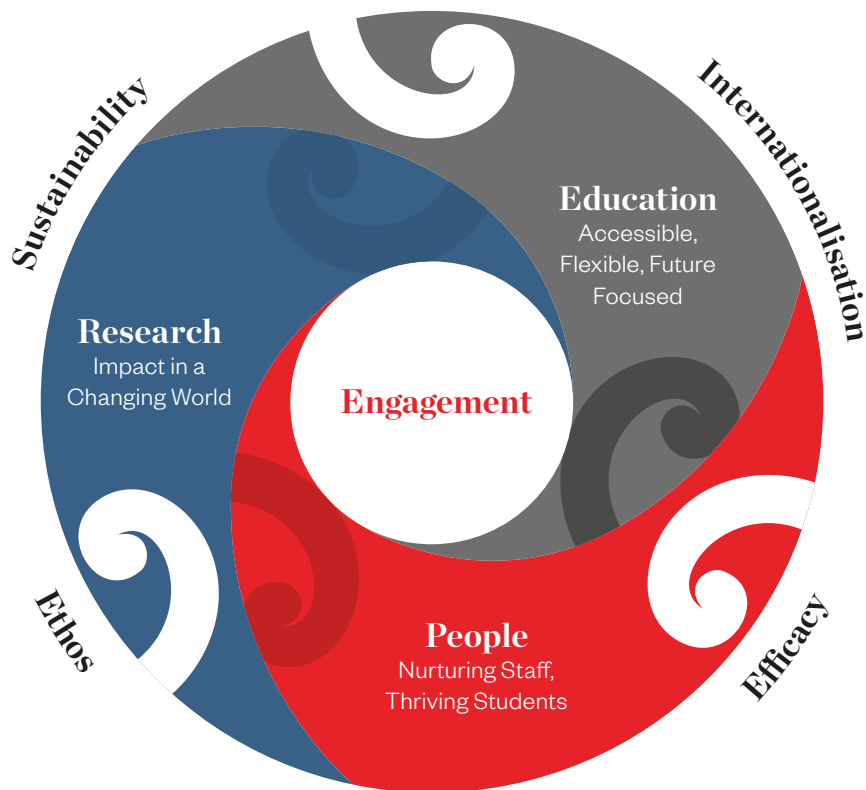 Sustainability
Internationalisation
Education
Accessible,
Flexible, Future
Focused
Research
Impact in a
Changing World
Engagement
People
Nurturing Staff,
Thriving Students
Ethos
Efficacy